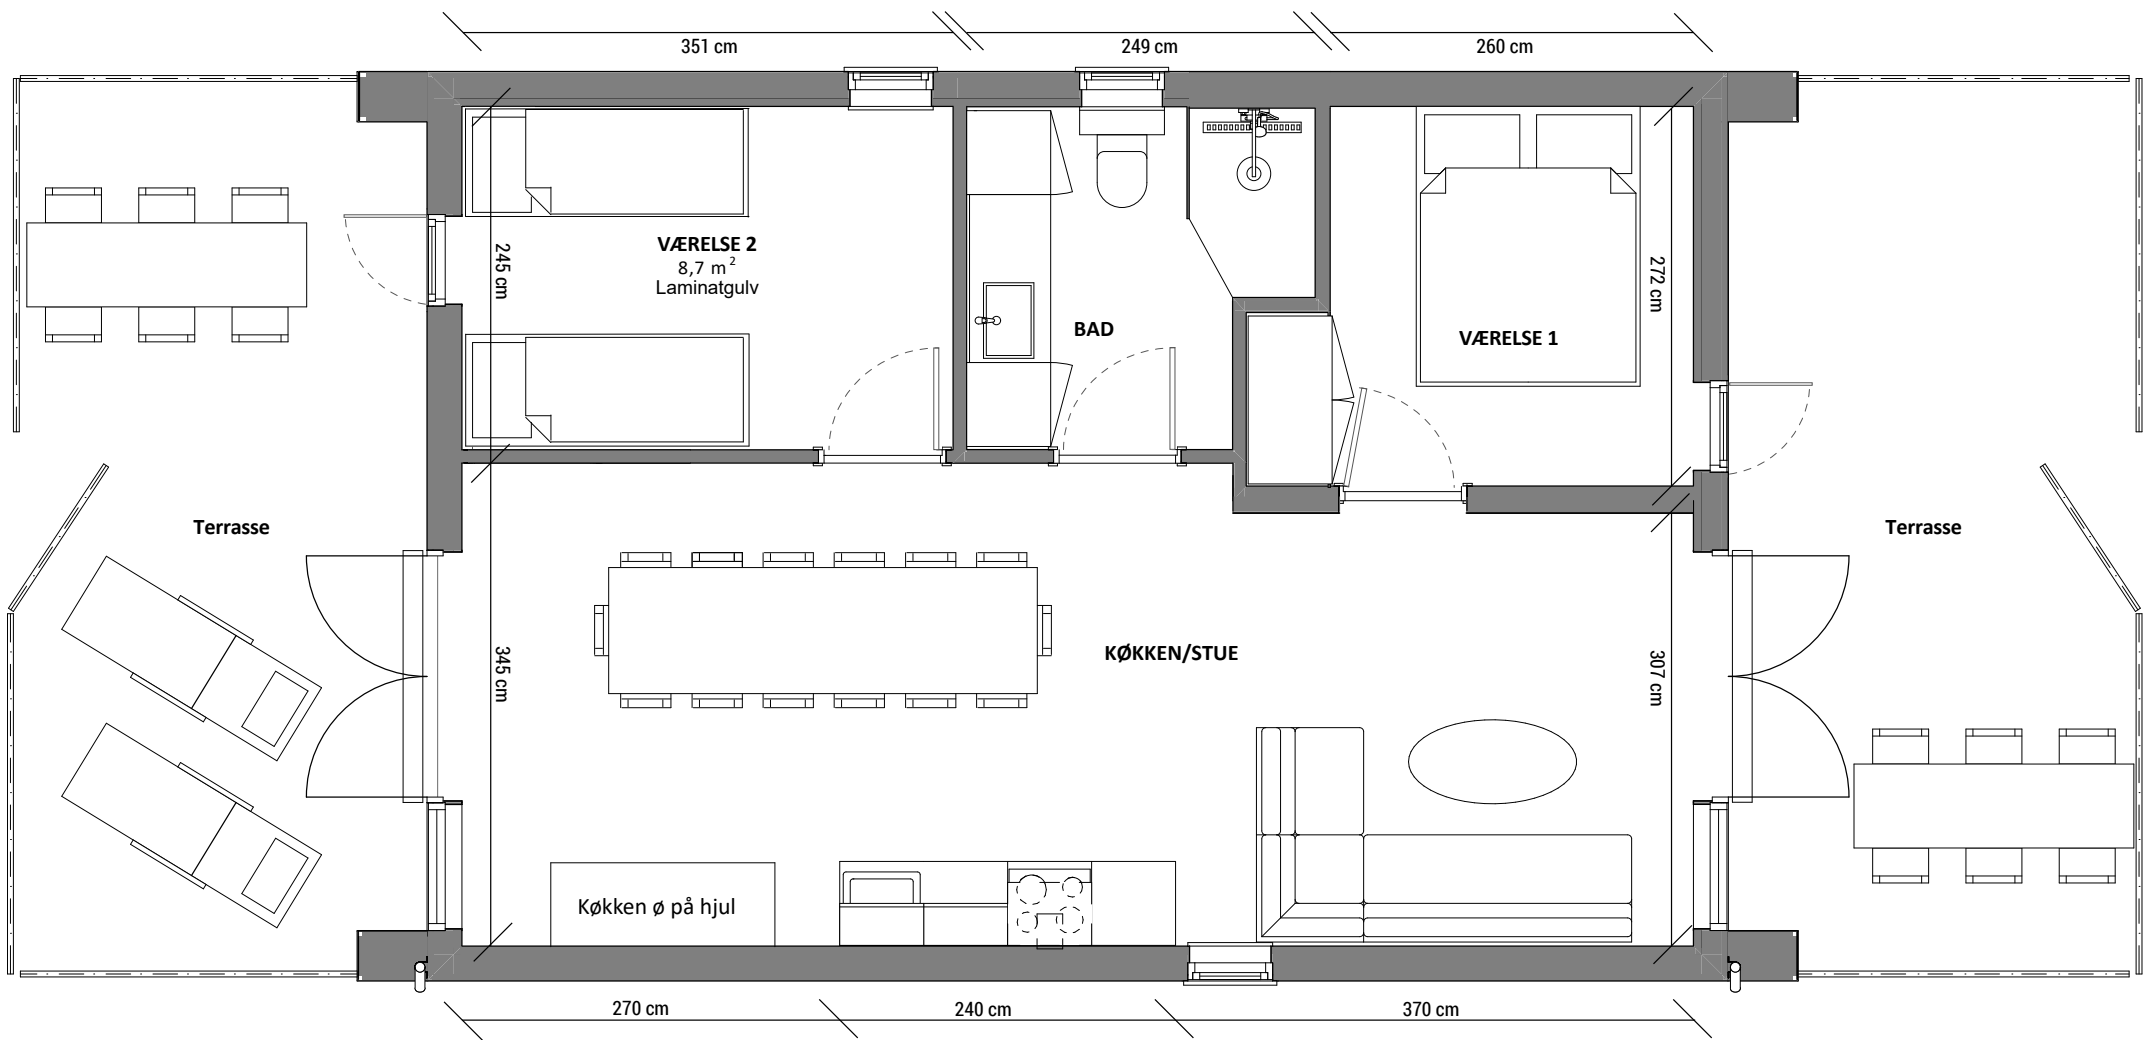 351 cm
249 cm
260 cm
VÆRELSE 2
8,7 m²
Laminatgulv
245 cm
BAD
272 cm
VÆRELSE 1
Terrasse
Terrasse
345 cm
KØKKEN/STUE
307 cm
Køkken ø på hjul
270 cm
240 cm
370 cm